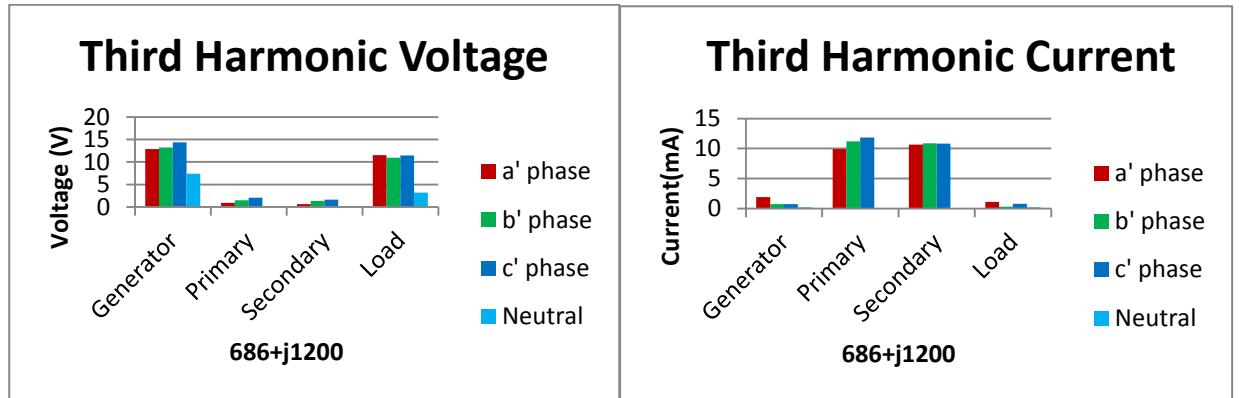 Third Harmonic Voltage
Voltage (V)
20
15
10
5
0
Generator
Primary
Secondary
Load
686+j1200
a' phase
b' phase
c' phase
Neutral
Third Harmonic Current
Current(mA)
15
10
5
0
Generator
Primary
Secondary
Load
686+j1200
a' phase
b' phase
c' phase
Neutral